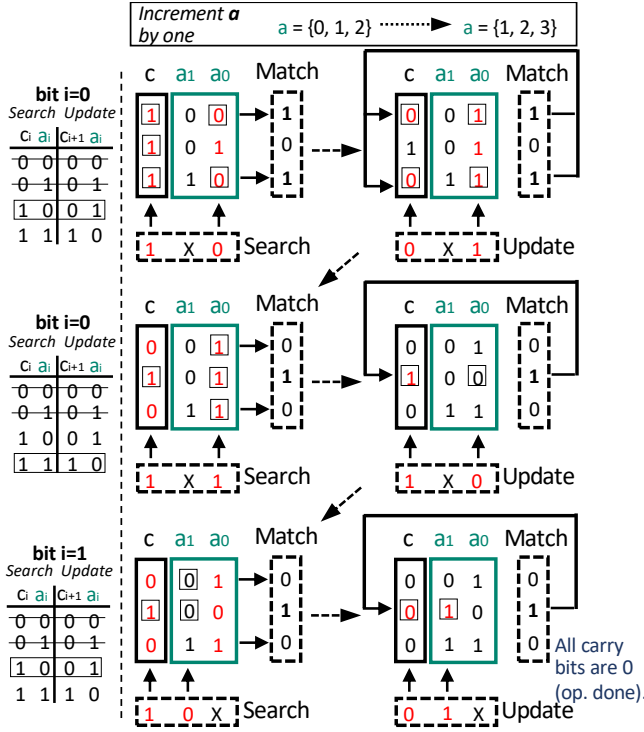 Increment a by one a = {0, 1, 2} a = {1, 2, 3}
bit i=0
Search Update
ci ai ci+1 ai
0 0 0 0
0 1 0 1
1 0 0 1
1 1 1 0
c a1 a0 Match
1 0 0 1
1 0 1 0
1 1 0 1
1 X 0 Search
c a1 a0 Match
0 0 1 1
1 0 1 0
0 1 1 1
0 X 1 Update
bit i=0
Search Update
ci ai ci+1 ai
0 0 0 0
0 1 0 1
1 0 0 1
1 1 1 0
c a1 a0 Match
0 0 1 0
1 0 1 1
0 1 1 0
1 X 1 Search
c a1 a0 Match
0 0 1 0
1 0 0 1
0 1 1 0
1 X 0 Update
bit i=1
Search Update
ci ai ci+1 ai
0 0 0 0
0 1 0 1
1 0 0 1
1 1 1 0
c a1 a0 Match
0 0 1 0
1 0 0 1
0 1 1 0
1 0 X Search
c a1 a0 Match
0 0 1 0
0 1 0 1
0 1 1 0
0 1 X Update
All carry
bits are 0
(op. done).